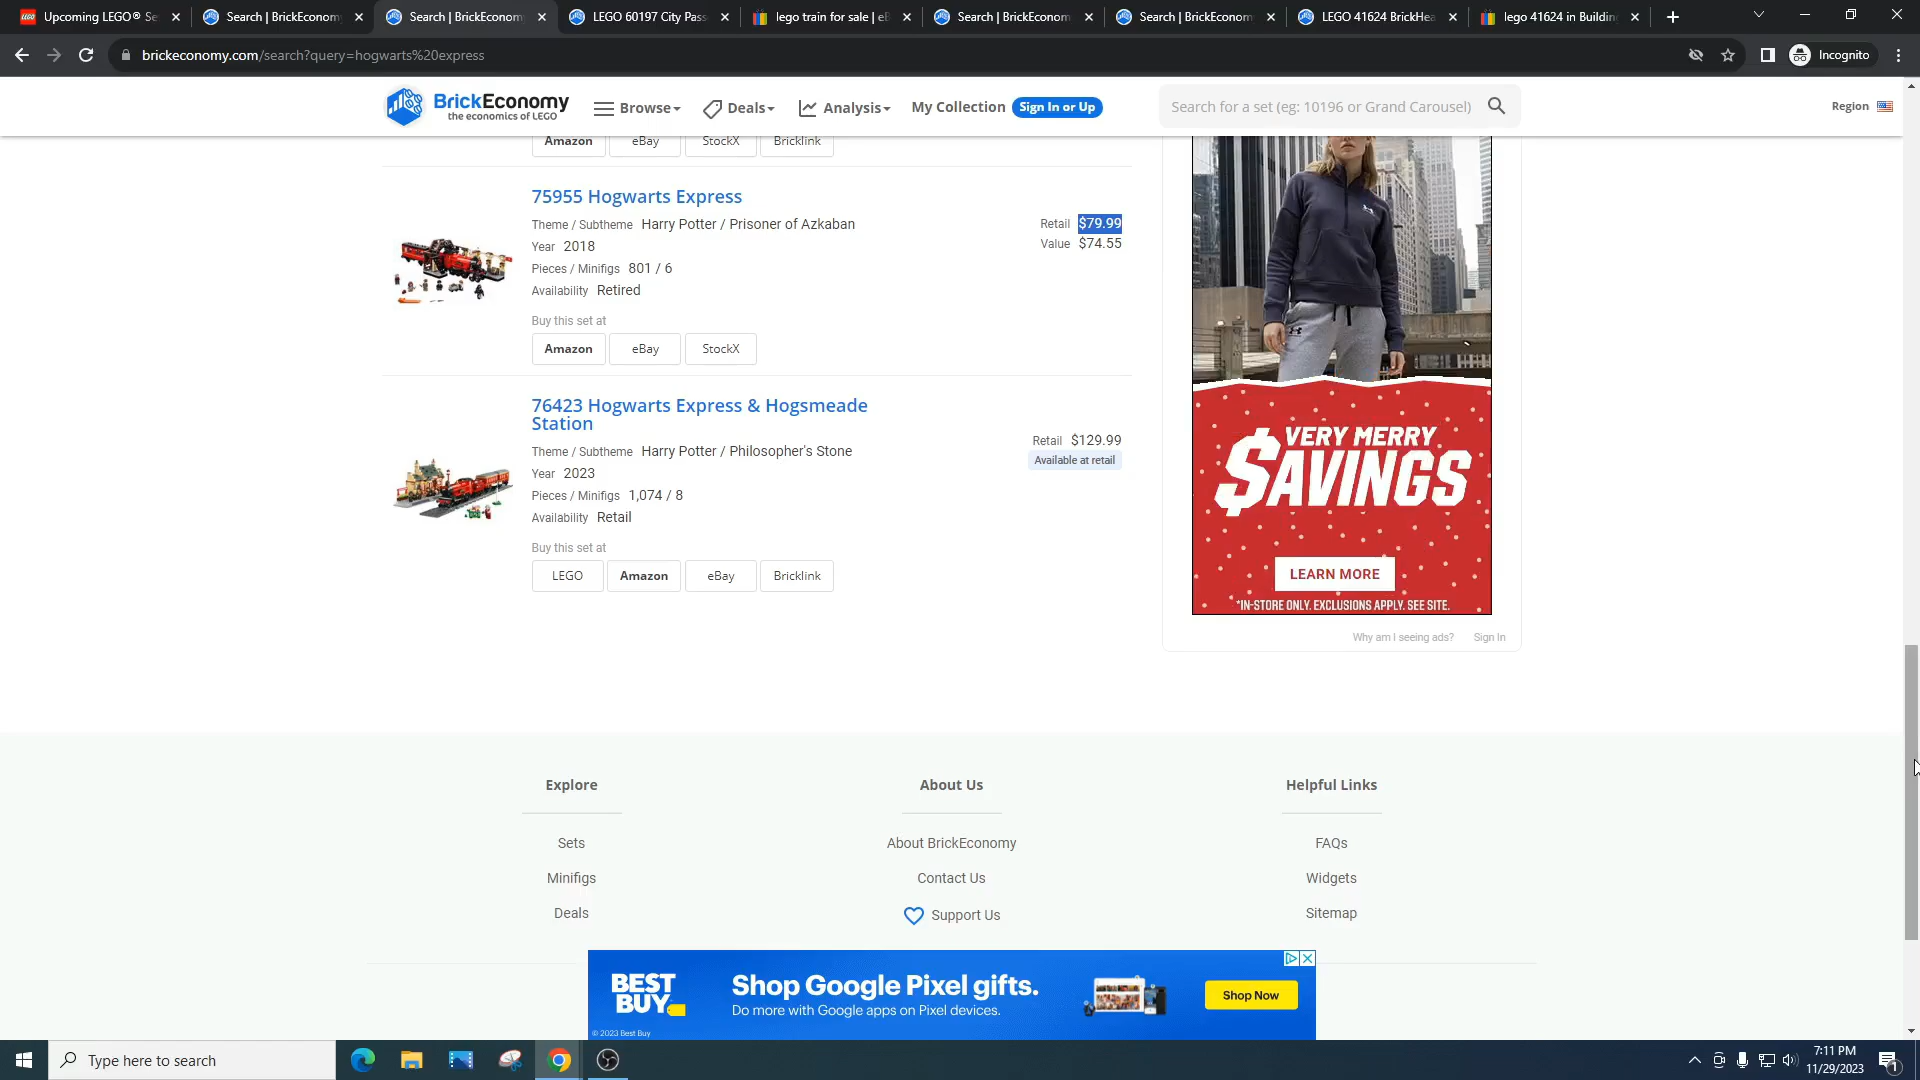 Upcoming LEGO® Se
Search | BrickEconomy
Search | BrickEconom
LEGO 60197 City Pass
lego train for sale | eB
Search | BrickEconom
Search | BrickEconom
LEGO 41624 BrickHea
lego 41624 in Buildin
brickeconomy.com/search?query=hogwarts%20express
Incognito
BrickEconomy
the economics of LEGO
Browse
Deals
Analysis
My Collection
Sign In or Up
Search for a set (eg: 10196 or Grand Carousel)
Region
Amazon
eBay
StockX
Bricklink
75955 Hogwarts Express
Theme / Subtheme Harry Potter / Prisoner of Azkaban
Year 2018
Pieces / Minifigs 801 / 6
Availability Retired
Retail $79.99
Value $74.55
Buy this set at
Amazon
eBay
StockX
76423 Hogwarts Express & Hogsmeade
Station
Theme / Subtheme Harry Potter / Philosopher's Stone
Year 2023
Pieces / Minifigs 1,074 / 8
Availability Retail
Retail $129.99
Available at retail
Buy this set at
LEGO
Amazon
eBay
Bricklink
VERY MERRY
$AVINGS
LEARN MORE
*IN-STORE ONLY. EXCLUSIONS APPLY. SEE SITE.
Why am I seeing ads?
Sign In
Explore
Sets
Minifigs
Deals
About Us
About BrickEconomy
Contact Us
Support Us
Helpful Links
FAQs
Widgets
Sitemap
BEST
BUY
© 2023 Best Buy
Shop Google Pixel gifts.
Do more with Google apps on Pixel devices.
Shop Now
Type here to search
7:11 PM
11/29/2023
1